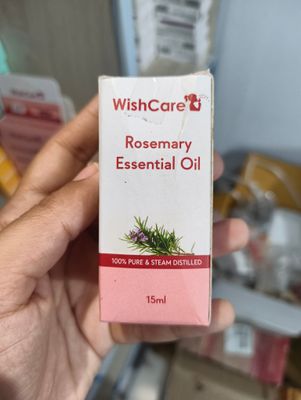 WishCare
Rosemary
Essential Oil
100% PURE & STEAM DISTILLED
15ml